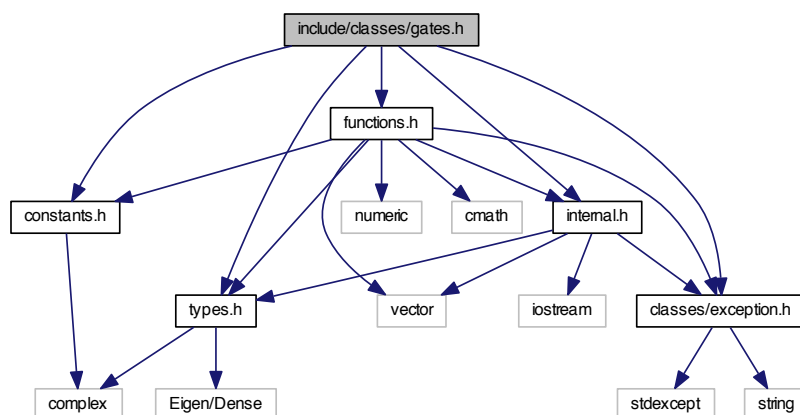 include/classes/gates.h
functions.h
constants.h
numeric
cmath
internal.h
types.h
vector
iostream
classes/exception.h
complex
Eigen/Dense
stdexcept
string